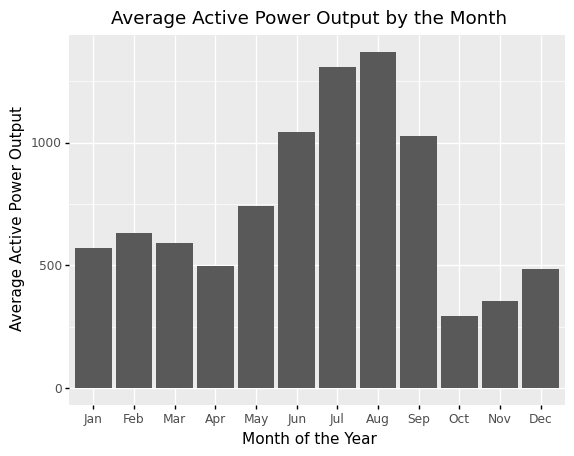 Average Active Power Output by the Month
Average Active Power Output
1000
500
0
Jan Feb Mar Apr May Jun Jul Aug Sep Oct Nov Dec
Month of the Year